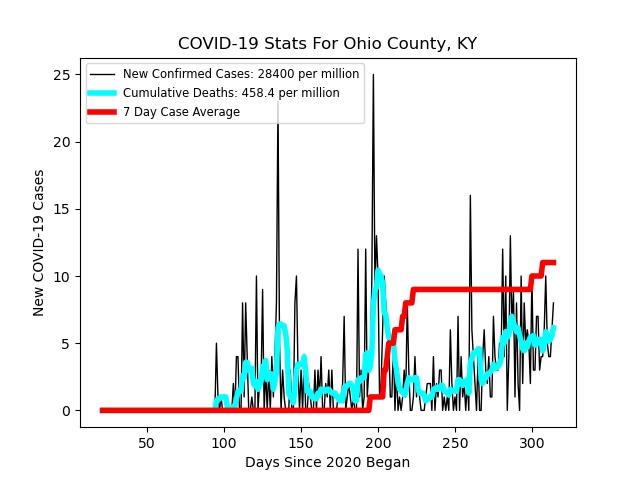 COVID-19 Stats For Ohio County, KY
New Confirmed Cases: 28400 per million
Cumulative Deaths: 458.4 per million
7 Day Case Average
New COVID-19 Cases
25
20
15
10
5
0
50 100 150 200 250 300
Days Since 2020 Began